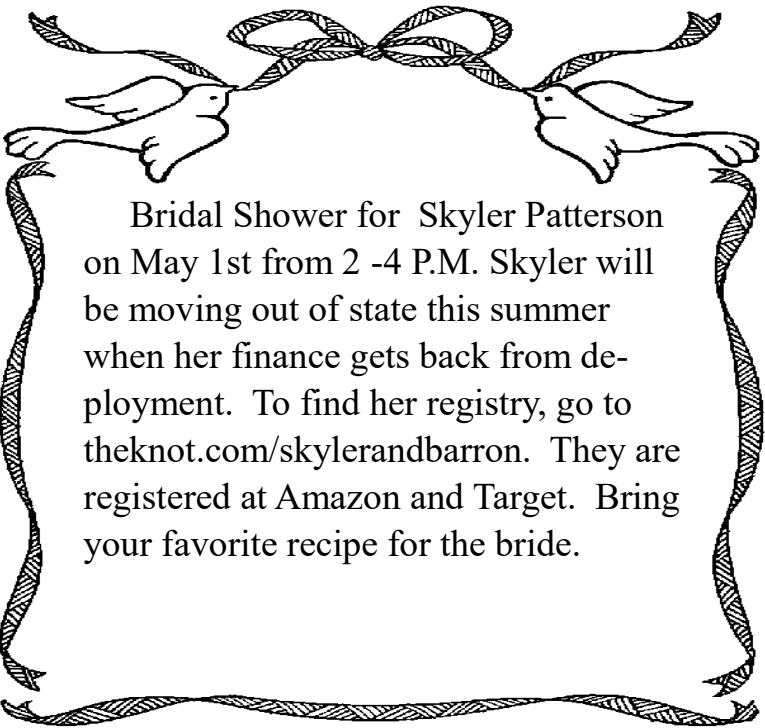 Bridal Shower for  Skyler Patterson
on May 1st from 2 -4 P.M. Skyler will
be moving out of state this summer
when her finance gets back from de-
ployment.  To find her registry, go to
theknot.com/skylerandbarron.  They are
registered at Amazon and Target.  Bring
your favorite recipe for the bride.